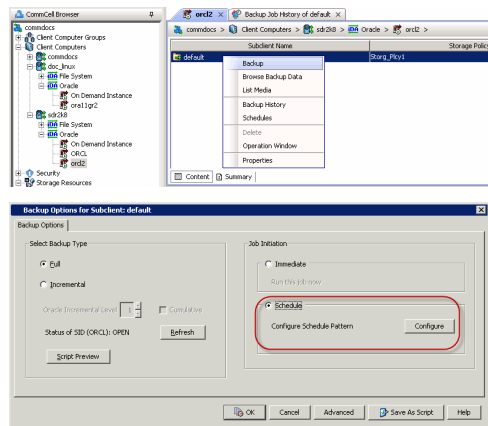 CommCell Browser
commdocs
Client Computer Groups
Client Computers
commdocs
doc_linux
iDA File System
iDA Oracle
On Demand Instance
ora11gr2
sdr2k8
iDA File System
iDA Oracle
On Demand Instance
ORCL
orcl2
Security
Storage Resources
orcl2 × Backup Job History of default ×
commdocs > Client Computers > sdr2k8 > iDA Oracle > orcl2 >
Subclient Name Storage Policy
default Storg_Plcy1
Backup
Browse Backup Data
List Media
Backup History
Schedules
Delete
Operation Window
Properties
Content Summary
Backup Options for Subclient: default
Backup Options
Select Backup Type
Full
Incremental
Oracle Incremental Level 1 Cumulative
Status of SID (ORCL): OPEN Refresh
Script Preview
Job Initiation
Immediate
Run this job now
Schedule
Configure Schedule Pattern Configure
OK Cancel Advanced Save As Script Help